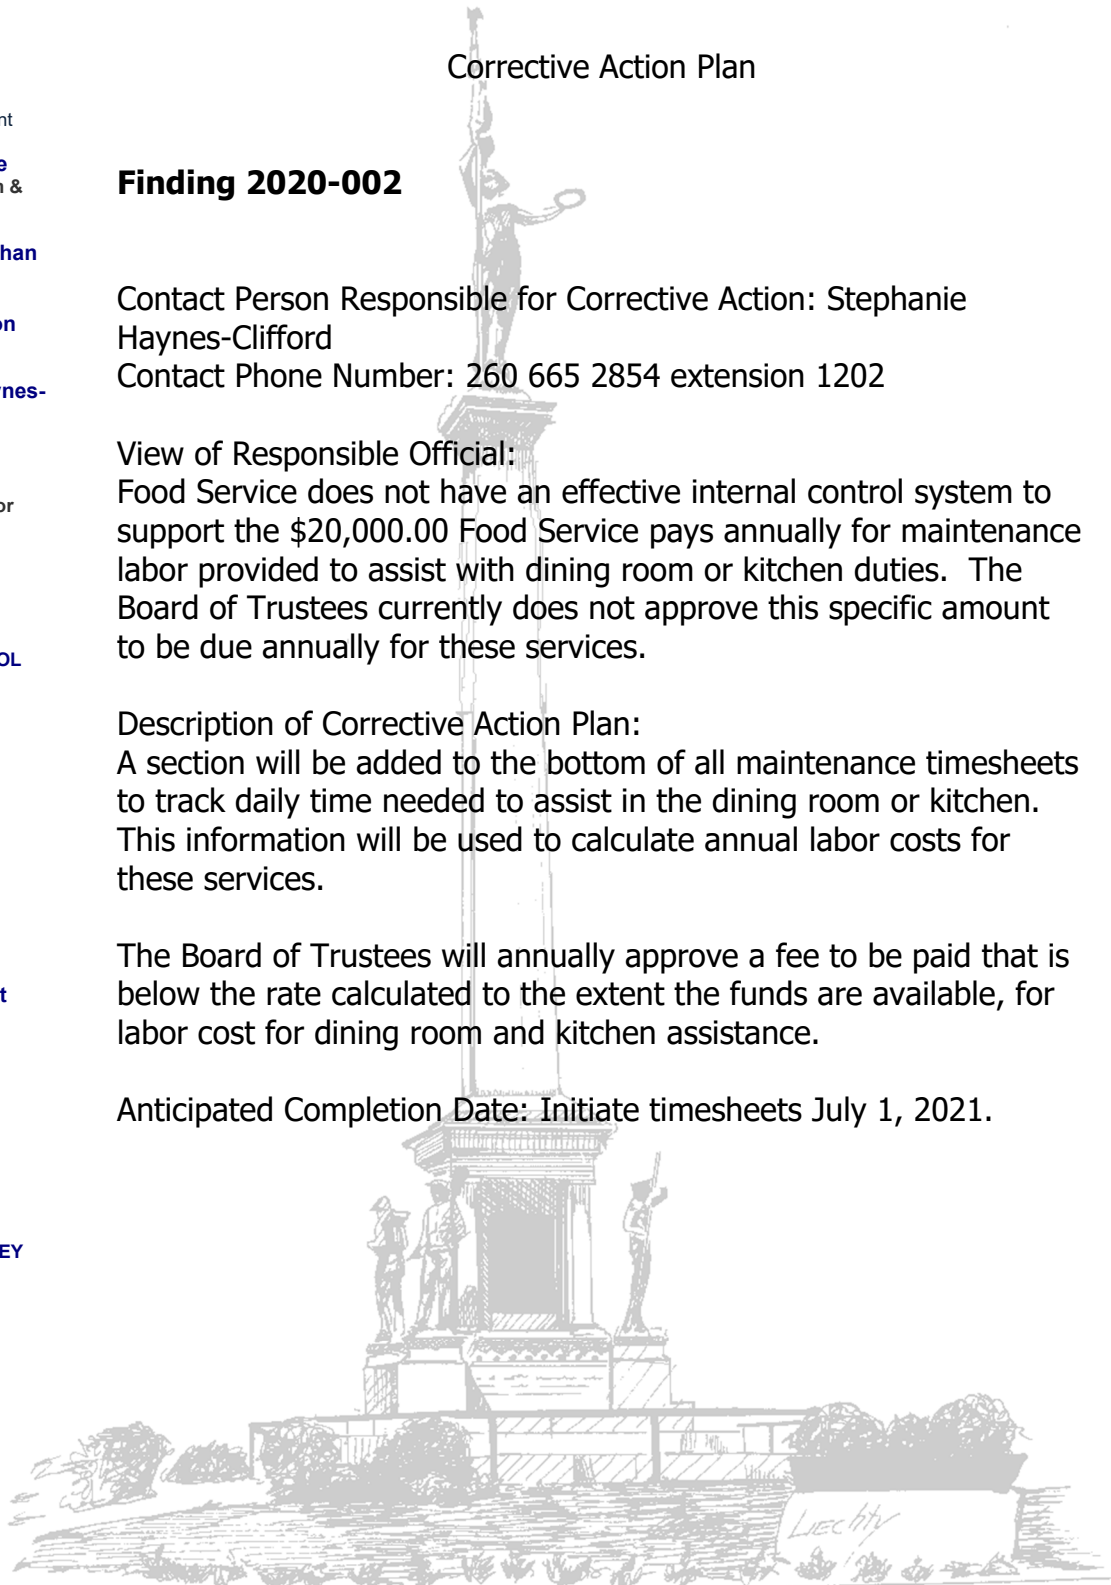 Corrective Action Plan
nt
e
n &
han
on
ynes-
or
OL
t
EY
Finding 2020-002
Contact Person Responsible for Corrective Action: Stephanie
Haynes-Clifford
Contact Phone Number: 260 665 2854 extension 1202
View of Responsible Official:
Food Service does not have an effective internal control system to
support the $20,000.00 Food Service pays annually for maintenance
labor provided to assist with dining room or kitchen duties.  The
Board of Trustees currently does not approve this specific amount
to be due annually for these services.
Description of Corrective Action Plan:
A section will be added to the bottom of all maintenance timesheets
to track daily time needed to assist in the dining room or kitchen.
This information will be used to calculate annual labor costs for
these services.
The Board of Trustees will annually approve a fee to be paid that is
below the rate calculated to the extent the funds are available, for
labor cost for dining room and kitchen assistance.
Anticipated Completion Date: Initiate timesheets July 1, 2021.
Liechty